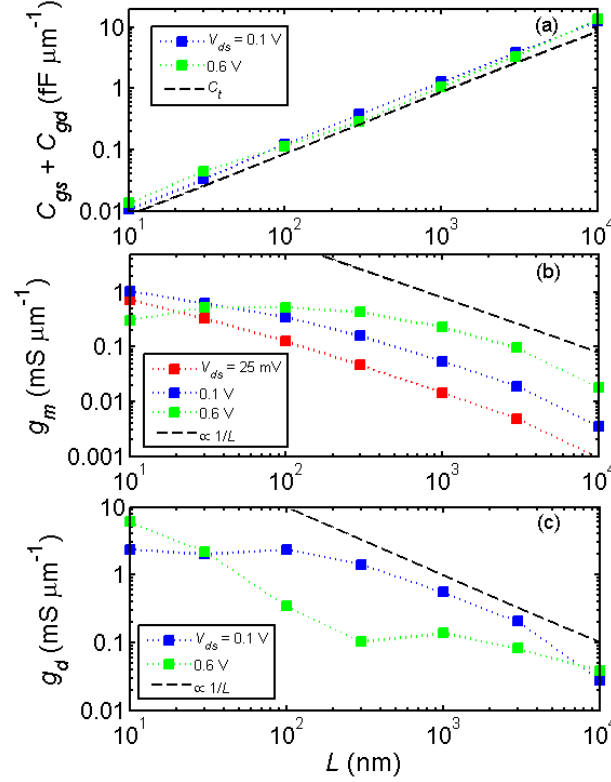 (a)
C_gs + C_gd (fF μm⁻¹)
10
1
0.1
0.01
V_ds = 0.1 V
0.6 V
C_t
10¹ 10² 10³ 10⁴
(b)
g_m (mS μm⁻¹)
1
0.1
0.01
0.001
V_ds = 25 mV
0.1 V
0.6 V
∝ 1/L
10¹ 10² 10³ 10⁴
(c)
g_d (mS μm⁻¹)
10
1
0.1
0.01
V_ds = 0.1 V
0.6 V
∝ 1/L
10¹ 10² 10³ 10⁴
L (nm)